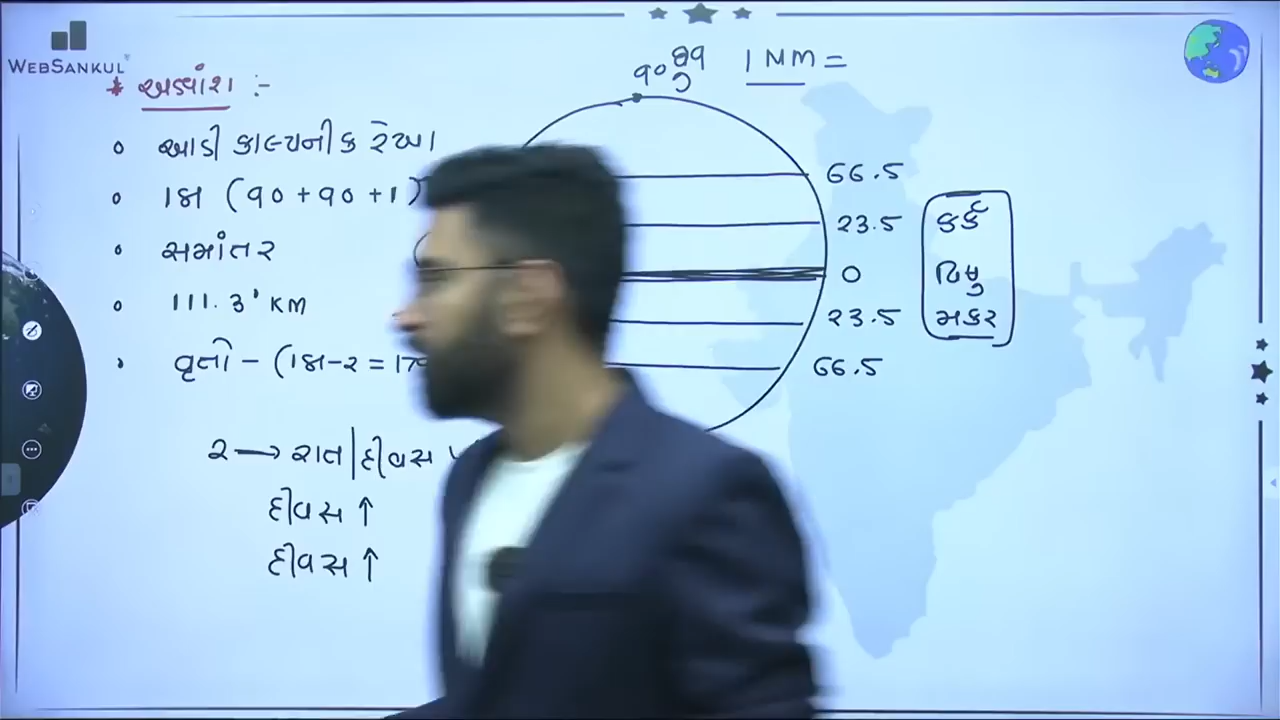 WEBSANKUL
* અક્ષાંશ :-
આડી કાલ્પનીક રેખા
181 (90 + 90 + 1)
સમાંતર
111.3' KM
વૃતો - (181-2 = 179
2 → રાત | દીવસ
દીવસ ↑
દીવસ ↑
90 ધ્રુવ
1 NM =
66.5
23.5 કર્ક
0 વિષુ
23.5 મકર
66.5